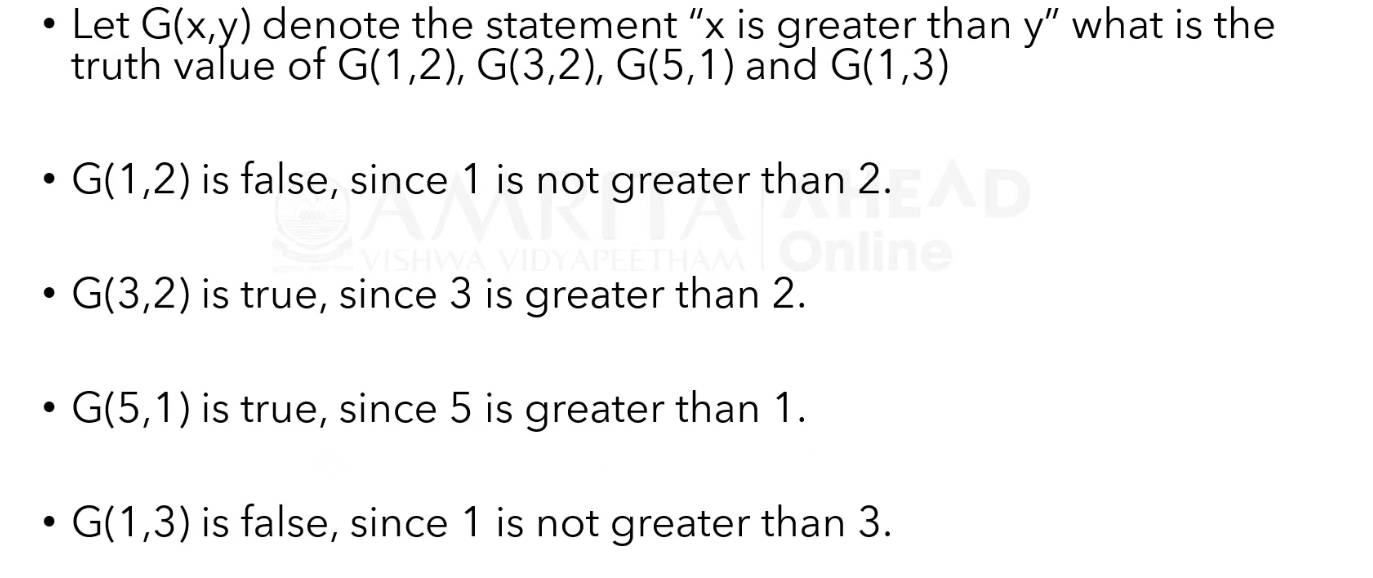 • Let G(x,y) denote the statement “x is greater than y” what is the
truth value of G(1,2), G(3,2), G(5,1) and G(1,3)
• G(1,2) is false, since 1 is not greater than 2.
AMRITA AHEAD
VISHWA VIDYAPEETHAM Online
• G(3,2) is true, since 3 is greater than 2.
• G(5,1) is true, since 5 is greater than 1.
• G(1,3) is false, since 1 is not greater than 3.